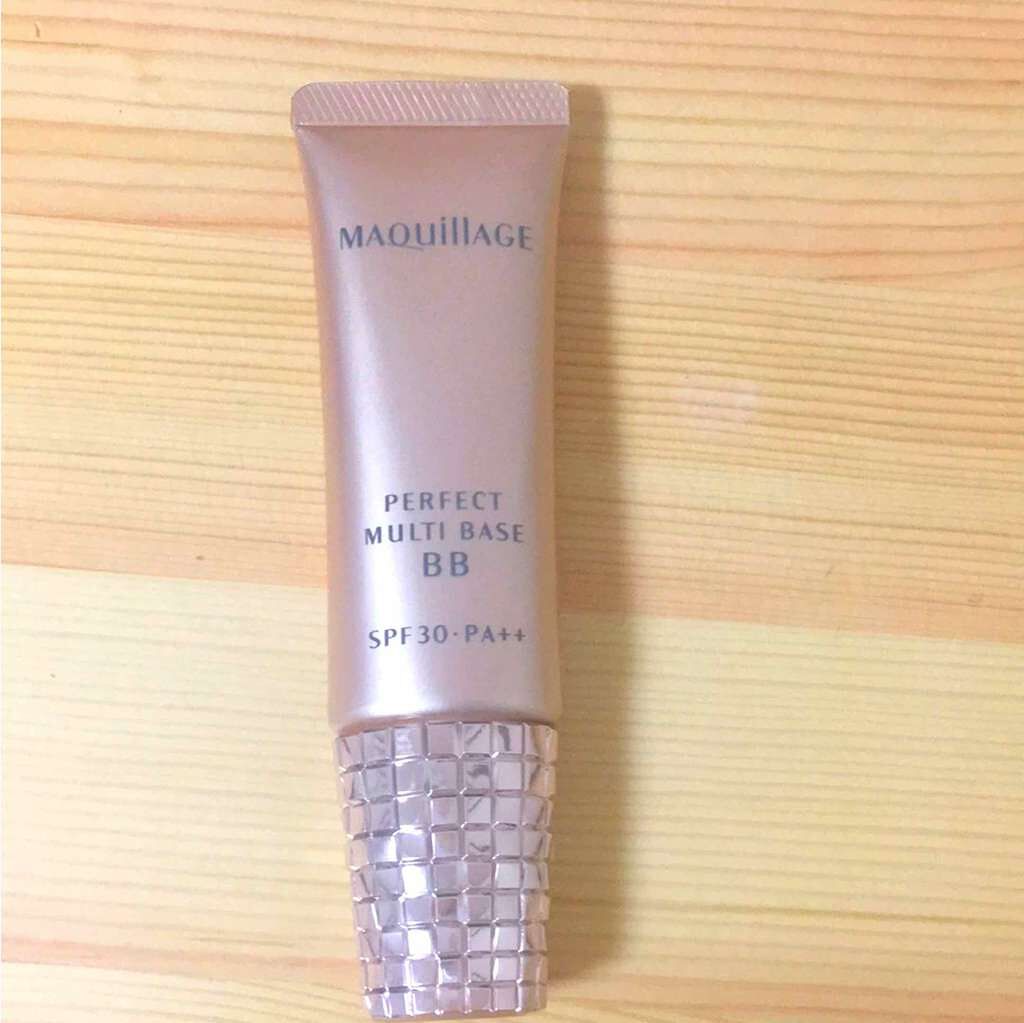 MAQuillAGE
PERFECT
MULTI BASE
BB
SPF30·PA++